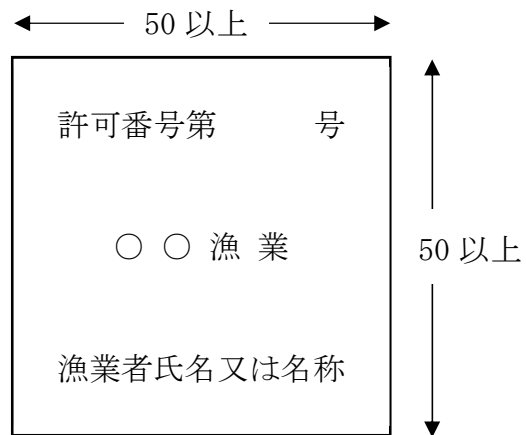 50 以上
許可番号第　　　号
○ ○ 漁 業
50 以上
漁業者氏名又は名称